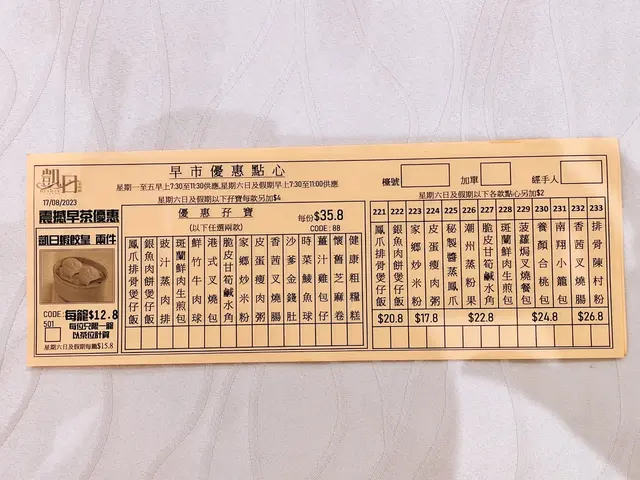 凱日
17/08/2023
震撼早茶優惠
凱日蝦餃皇 兩件
CODE: 501
每籠$12.8
每位只限一籠
以茶位計算
星期六日及假期每籠$15.8
早市優惠點心
星期一至五早上7:30至11:30供應,星期六日及假期早上7:30至11:00供應
檯號
加單
經手人
星期六日及假期以下孖寶每款另加$4
星期六日及假期以下各款點心另加$2
優惠孖寶
(以下任選兩款)
每份$35.8
CODE: 88
鳳爪排骨煲仔飯
銀魚肉餅煲仔飯
豉汁蒸肉排
斑蘭鮮肉生煎包
鮮竹牛肉球
港式叉燒包
脆皮甘筍鹹水角
家鄉炒米粉
皮蛋瘦肉粥
香茜叉燒腸
沙爹金錢肚
時菜鯪魚球
薑汁雞包仔
懷舊芝麻卷
健康粗糧糕
221 222 223 224 225 226 227 228 229 230 231 232 233
鳳爪排骨煲仔飯
銀魚肉餅煲仔飯
家鄉炒米粉
皮蛋瘦肉粥
秘製醬蒸鳳爪
潮州蒸粉果
脆皮甘筍鹹水角
斑蘭鮮肉生煎包
菠蘿焗叉燒餐包
養顏合桃包
南翔小籠包
香茜叉燒腸
排骨陳村粉
$20.8 $17.8 $22.8 $24.8 $26.8